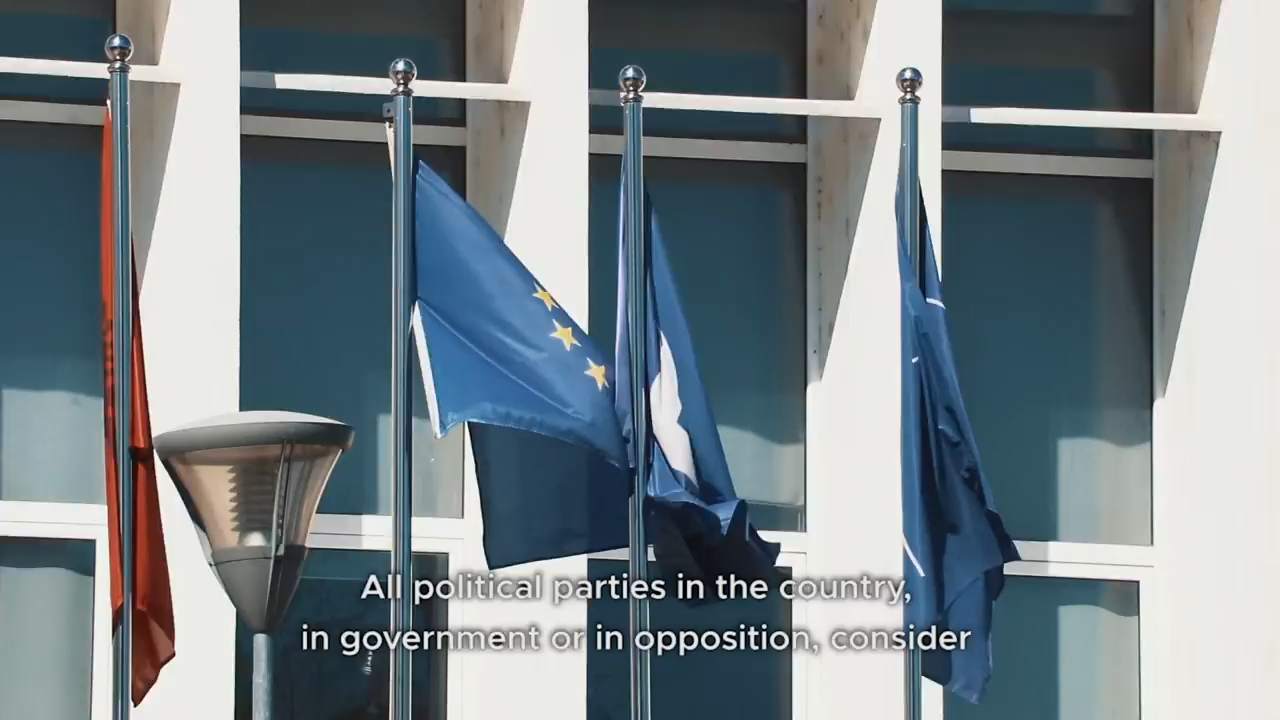 All political parties in the country,
in government or in opposition, consider